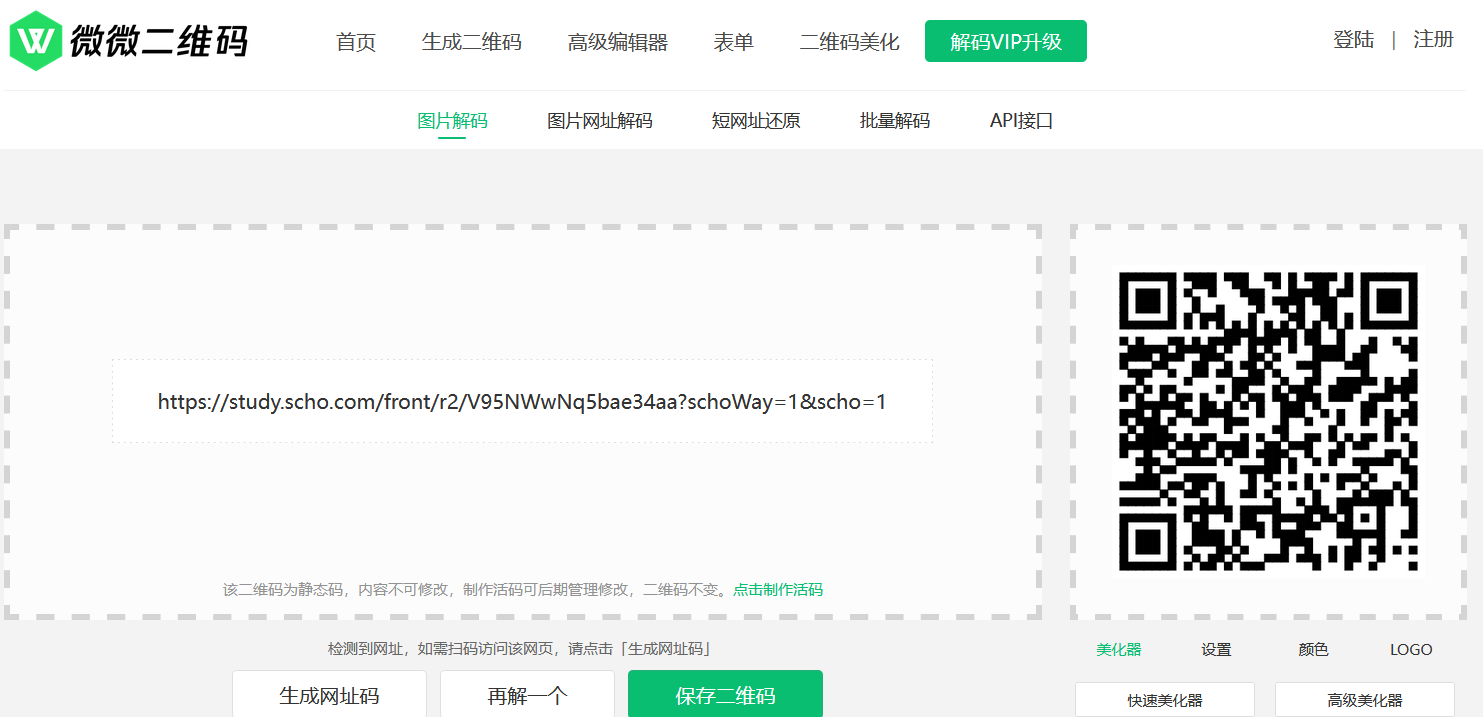 微微二维码
首页 生成二维码 高级编辑器 表单 二维码美化 解码VIP升级 登陆 | 注册
图片解码 图片网址解码 短网址还原 批量解码 API接口
https://study.scho.com/front/r2/V95NWwNq5bae34aa?schoWay=1&scho=1
该二维码为静态码，内容不可修改，制作活码可后期管理修改，二维码不变。点击制作活码
检测到网址，如需扫码访问该网页，请点击「生成网址码」
美化器 设置 颜色 LOGO
生成网址码 再解一个 保存二维码
快速美化器 高级美化器